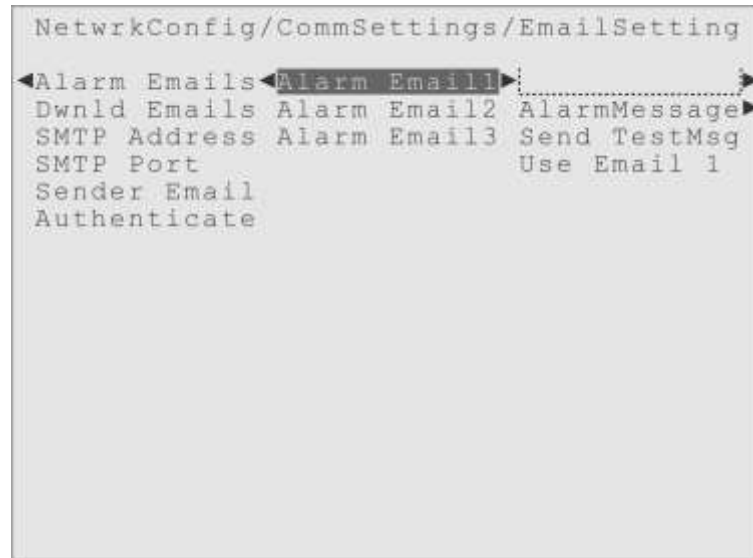 NetwrkConfig/CommSettings/EmailSetting
Alarm Emails Alarm Email1
Dwnld Emails Alarm Email2 AlarmMessage
SMTP Address Alarm Email3 Send TestMsg
SMTP Port Use Email 1
Sender Email
Authenticate